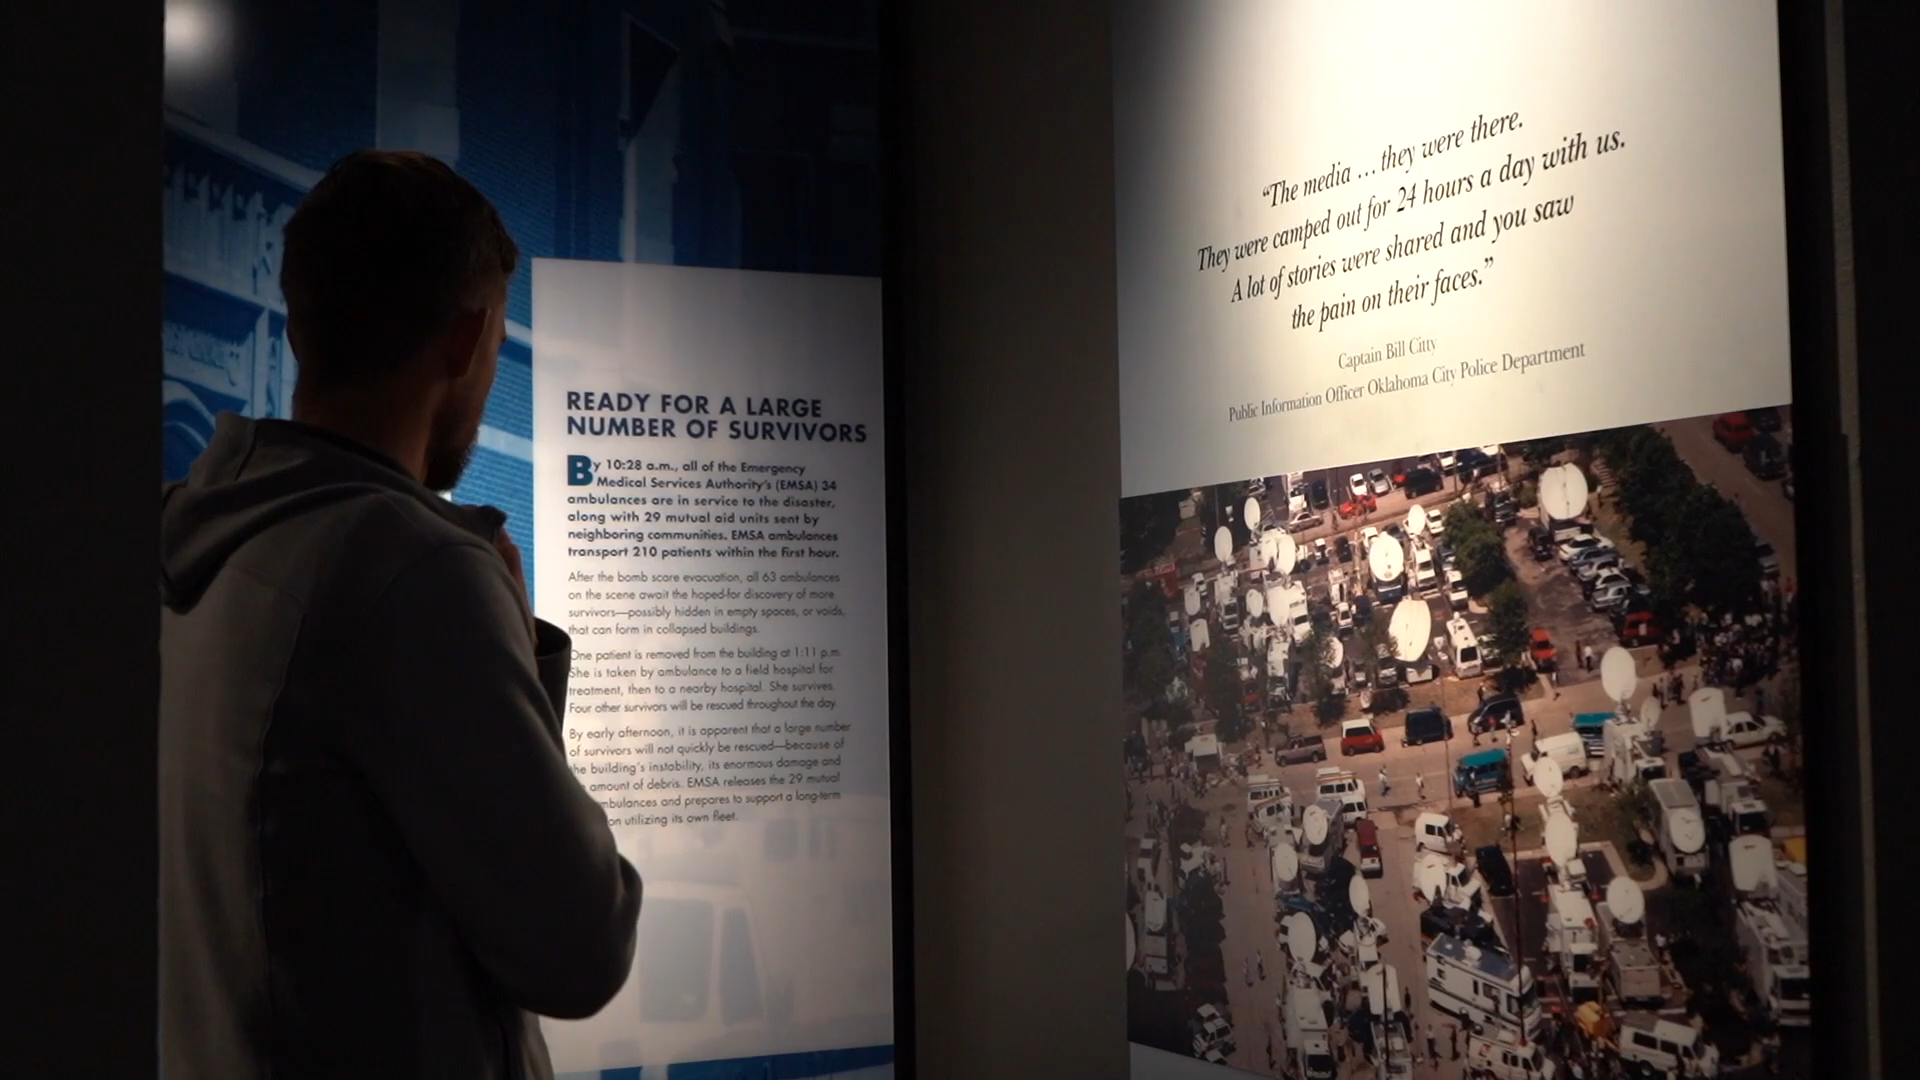 READY FOR A LARGE
NUMBER OF SURVIVORS
By 10:28 a.m., all of the Emergency
Medical Services Authority's (EMSA) 34
ambulances are in service to the disaster,
along with 29 mutual aid units sent by
neighboring communities. EMSA ambulances
transport 210 patients within the first hour.
After the bomb scare evacuation, all 63 ambulances
on the scene await the hoped-for discovery of more
survivors—possibly hidden in empty spaces, or voids,
that can form in collapsed buildings.
One patient is removed from the building at 1:11 p.m.
She is taken by ambulance to a field hospital for
treatment, then to a nearby hospital. She survives.
Four other survivors will be rescued throughout the day.
By early afternoon, it is apparent that a large number
of survivors will not quickly be rescued—because of
the building's instability, its enormous damage and
amount of debris. EMSA releases the 29 mutual
and prepares to support a long-term
utilizing its own fleet.
“The media ... they were there.
They were camped out for 24 hours a day with us.
A lot of stories were shared and you saw
the pain on their faces.”
Captain Bill Citty
Public Information Officer Oklahoma City Police Department